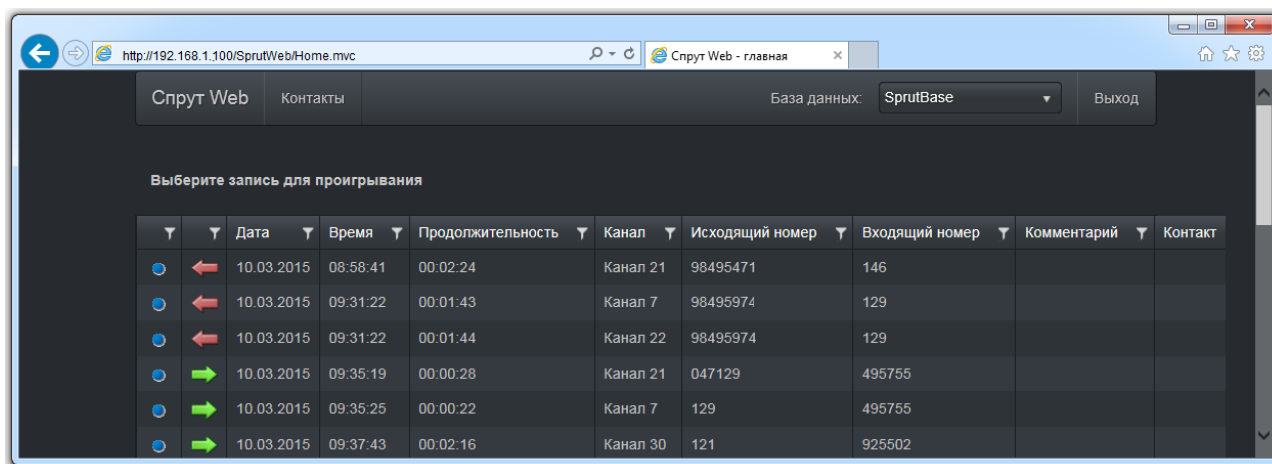 http://192.168.1.100/SprutWeb/Home.mvc Спрут Web - главная
Спрут Web Контакты База данных: SprutBase Выход
Выберите запись для проигрывания
Дата Время Продолжительность Канал Исходящий номер Входящий номер Комментарий Контакт
10.03.2015 08:58:41 00:02:24 Канал 21 98495471 146
10.03.2015 09:31:22 00:01:43 Канал 7 98495974 129
10.03.2015 09:31:22 00:01:44 Канал 22 98495974 129
10.03.2015 09:35:19 00:00:28 Канал 21 047129 495755
10.03.2015 09:35:25 00:00:22 Канал 7 129 495755
10.03.2015 09:37:43 00:02:16 Канал 30 121 925502